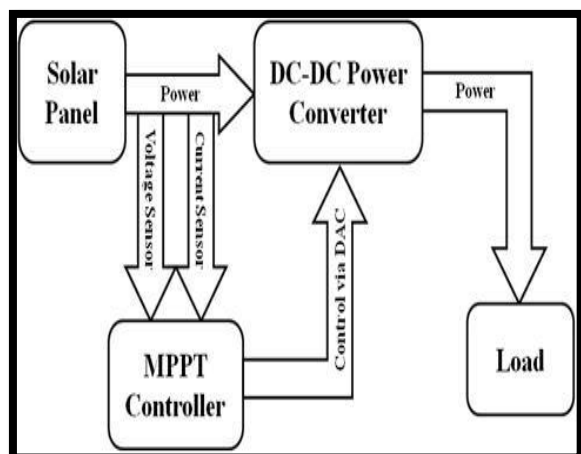 Solar
Panel
Power
DC-DC Power
Converter
Power
Voltage Sensor
Current Sensor
Control via DAC
MPPT
Controller
Load